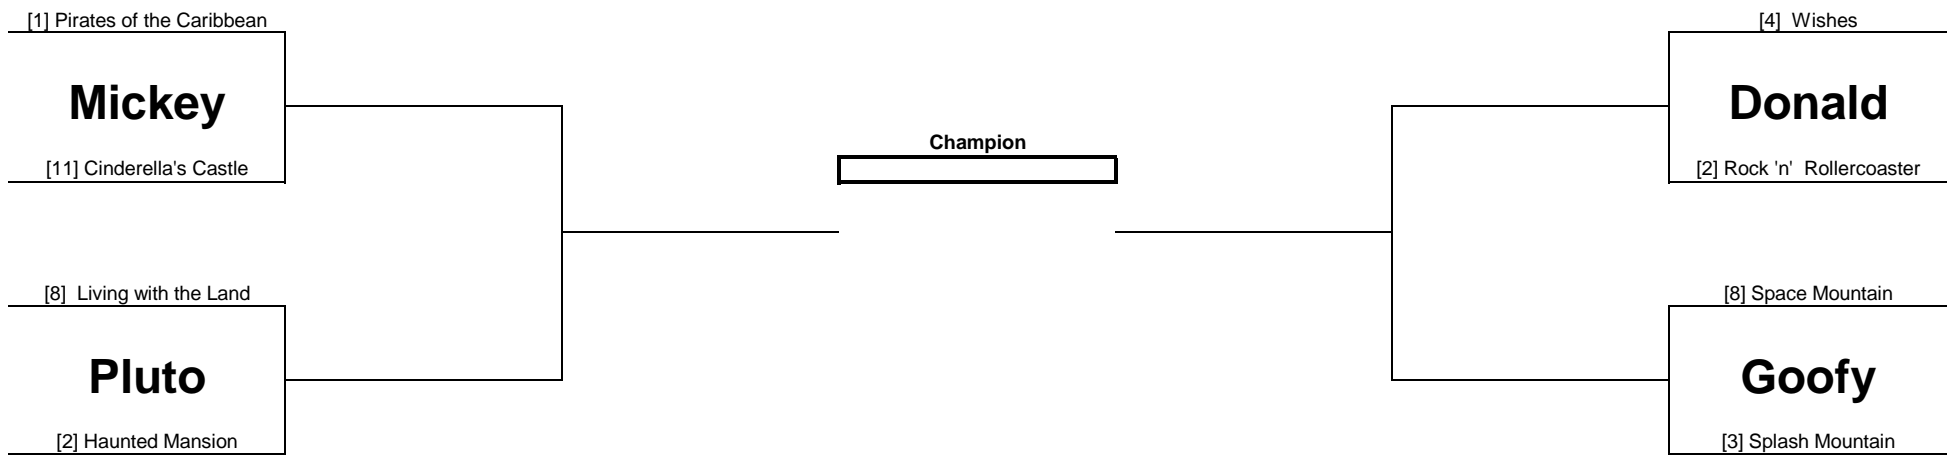 [1] Pirates of the Caribbean
Mickey
[11] Cinderella's Castle
[8]  Living with the Land
Pluto
[2] Haunted Mansion
Champion
[4]  Wishes
Donald
[2] Rock 'n'  Rollercoaster
[8] Space Mountain
Goofy
[3] Splash Mountain